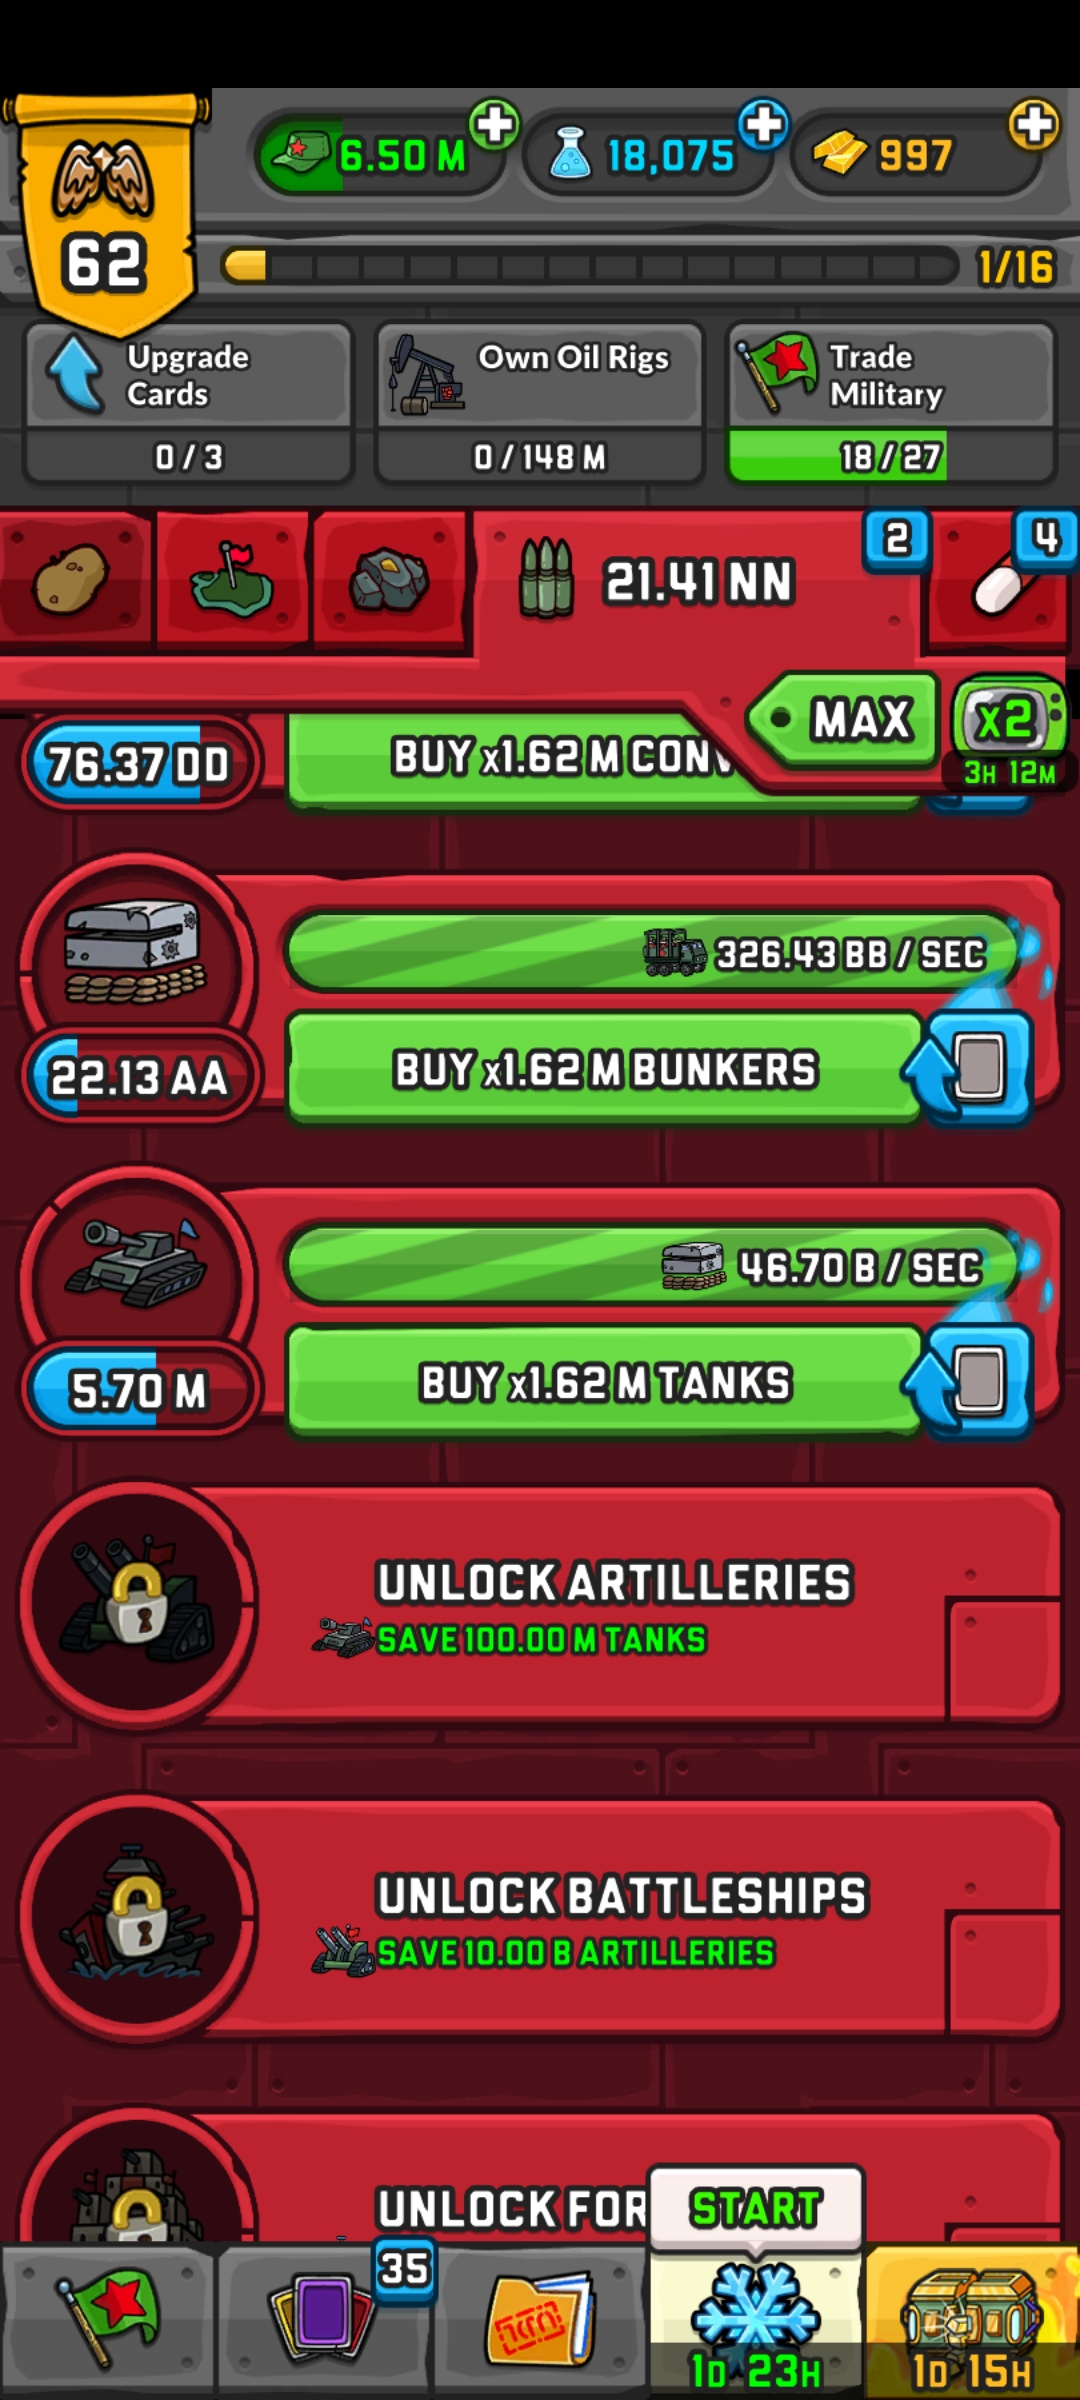 62
6.50 M
18,075
997
1/16
Upgrade
Cards
0 / 3
Own Oil Rigs
0 / 148 M
Trade
Military
18 / 27
21.41 NN
2
4
MAX
x2
3H 12M
76.37 DD
BUY x1.62 M CONV
326.43 BB / SEC
22.13 AA
BUY x1.62 M BUNKERS
46.70 B / SEC
5.70 M
BUY x1.62 M TANKS
UNLOCK ARTILLERIES
SAVE 100.00 M TANKS
UNLOCK BATTLESHIPS
SAVE 10.00 B ARTILLERIES
UNLOCK FOR
START
35
1D 23H
1D 15H